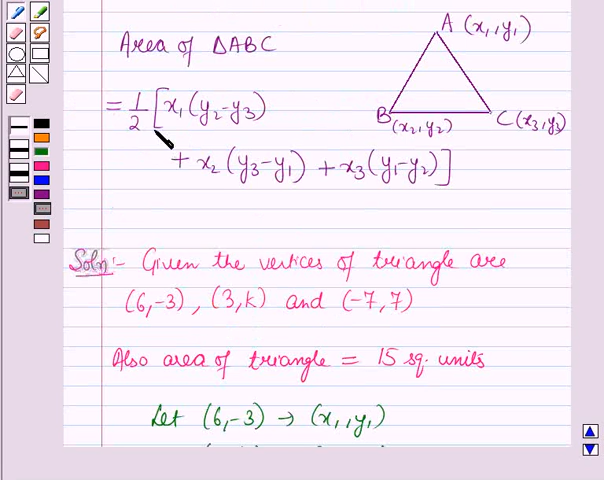 Area of ΔABC
A (x₁, y₁)
= 1/2 [x₁(y₂-y₃)
+ x₂(y₃-y₁) + x₃(y₁-y₂)]
B (x₂, y₂)
C (x₃, y₃)
Soln:- Given the vertices of triangle are
(6,-3), (3,k) and (-7,7)
Also area of triangle = 15 sq. units
Let (6,-3) → (x₁, y₁)